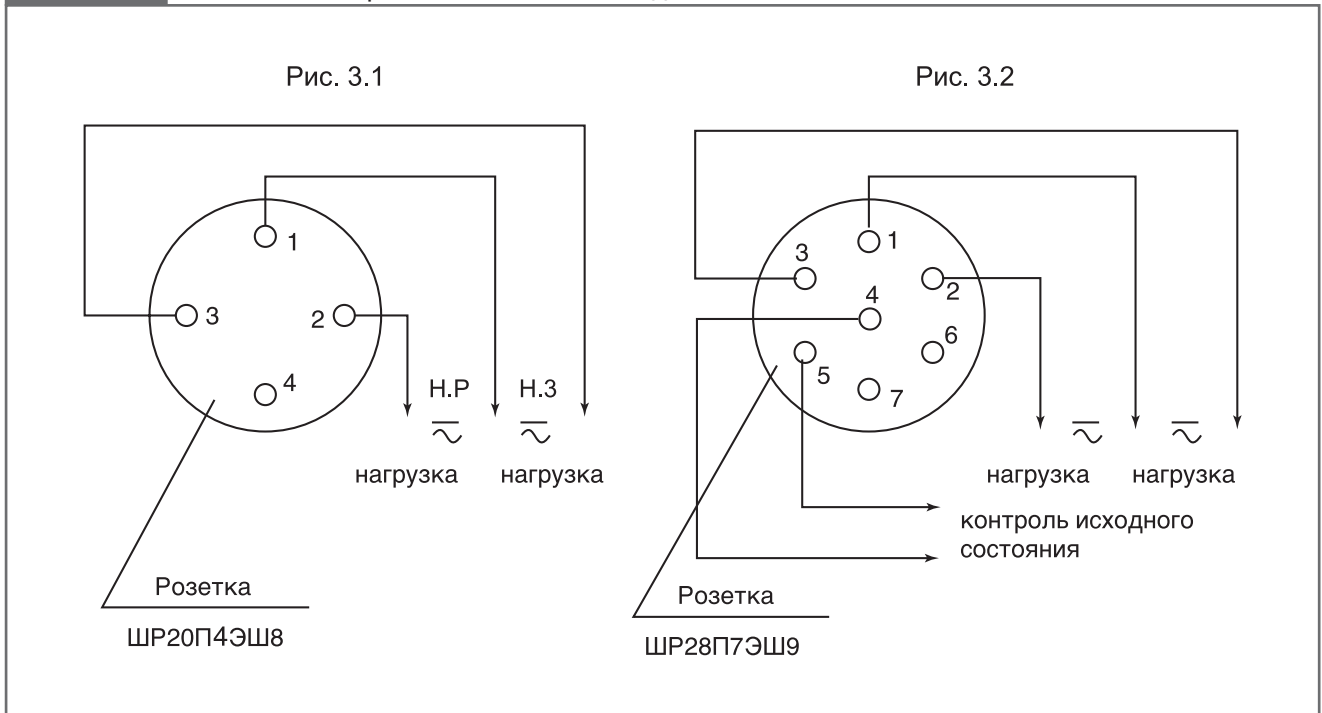 Рис. 3.1
1
3
2
4
Н.Р
Н.З
нагрузка
нагрузка
Розетка
ШР20П4ЭШ8
Рис. 3.2
1
3
2
4
6
5
7
нагрузка
нагрузка
контроль исходного
состояния
Розетка
ШР28П7ЭШ9